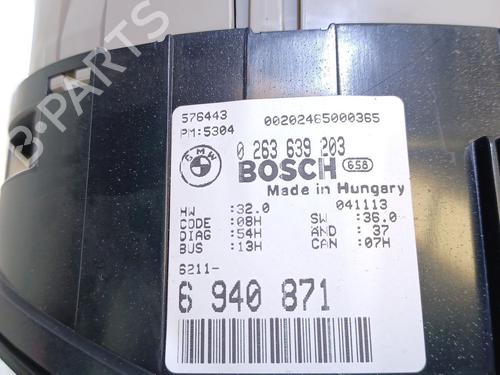 576443 00202465000365
PM:5304
BMW 0 263 639 203
BOSCH 658
Made in Hungary
041113
HW :32.0 SW :36.0
CODE :08H AND : 37
DIAG :54H CAN :07H
BUS :13H
6211-
6 940 871
B-PARTS